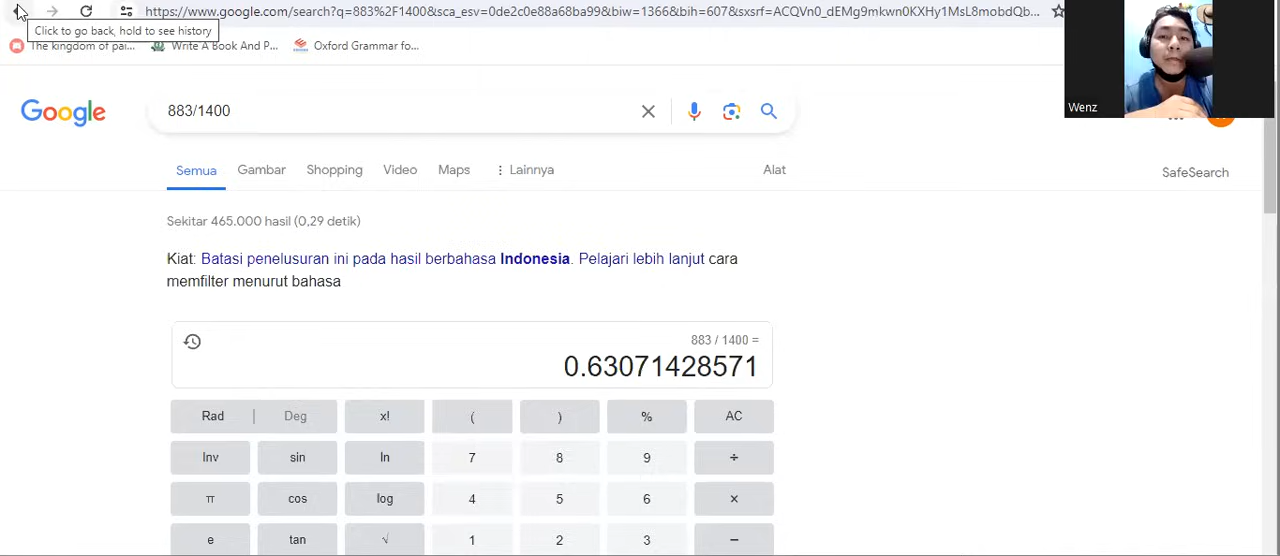 https://www.google.com/search?q=883%2F1400&sca_esv=0de2c0e88a68ba99&biw=1366&bih=607&sxsrf=ACQVn0_dEMg9mkwn0KXHy1MsL8mobdQb...
Click to go back, hold to see history
The kingdom of pai...
Write A Book And P...
Oxford Grammar fo...
Wenz
Google
883/1400
Semua
Gambar
Shopping
Video
Maps
Lainnya
Alat
SafeSearch
Sekitar 465.000 hasil (0,29 detik)
Kiat: Batasi penelusuran ini pada hasil berbahasa Indonesia. Pelajari lebih lanjut cara
memfilter menurut bahasa
883 / 1400 =
0.63071428571
Rad | Deg x! ( ) % AC
Inv sin ln 7 8 9 ÷
π cos log 4 5 6 ×
e tan √ 1 2 3 −